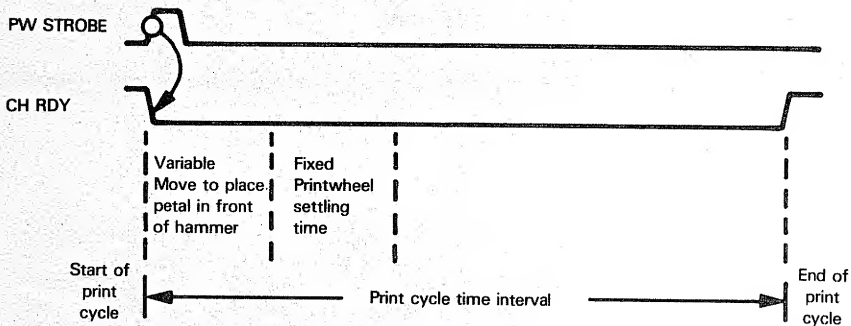 PW STROBE
CH RDY
Variable
Move to place
petal in front
of hammer
Fixed
Printwheel
settling
time
Start of
print
cycle
Print cycle time interval
End of
print
cycle